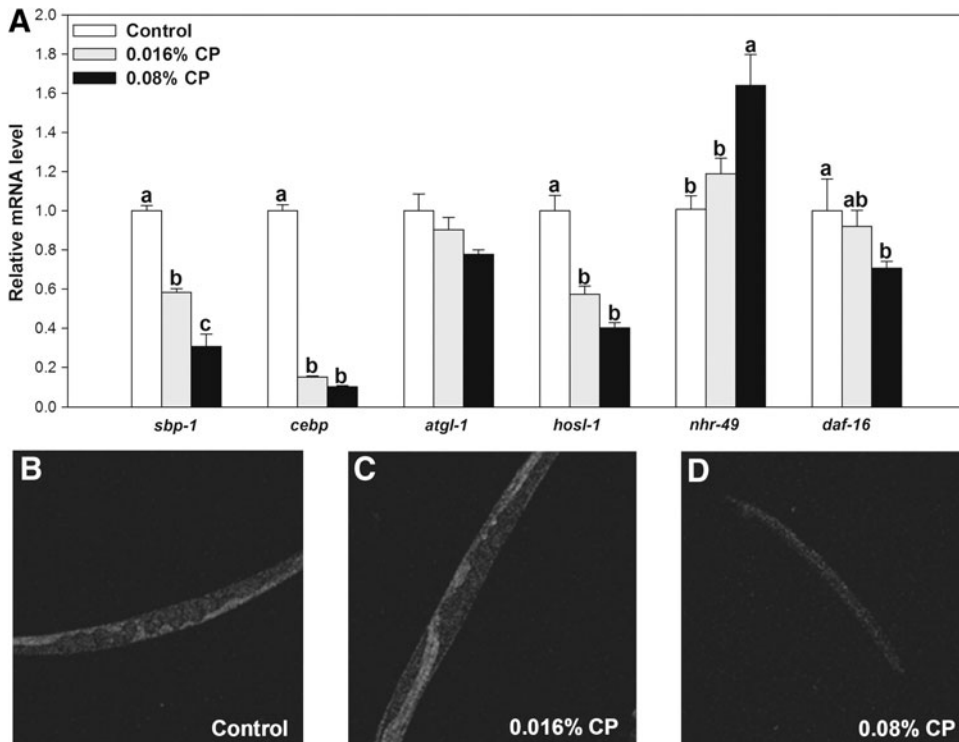 A
Control
0.016% CP
0.08% CP
Relative mRNA level
2.0
1.8
1.6
1.4
1.2
1.0
0.8
0.6
0.4
0.2
0.0
a
b
c
a
b
b
a
b
b
b
b
a
a
ab
b
sbp-1
cebp
atgl-1
hosl-1
nhr-49
daf-16
B
Control
C
0.016% CP
D
0.08% CP